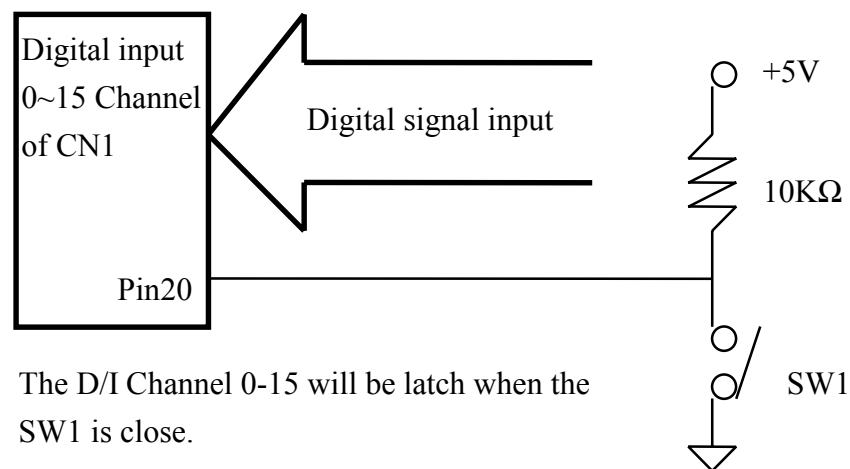 Digital input
0~15 Channel
of CN1
Digital signal input
+5V
10KΩ
Pin20
SW1
The D/I Channel 0-15 will be latch when the
SW1 is close.